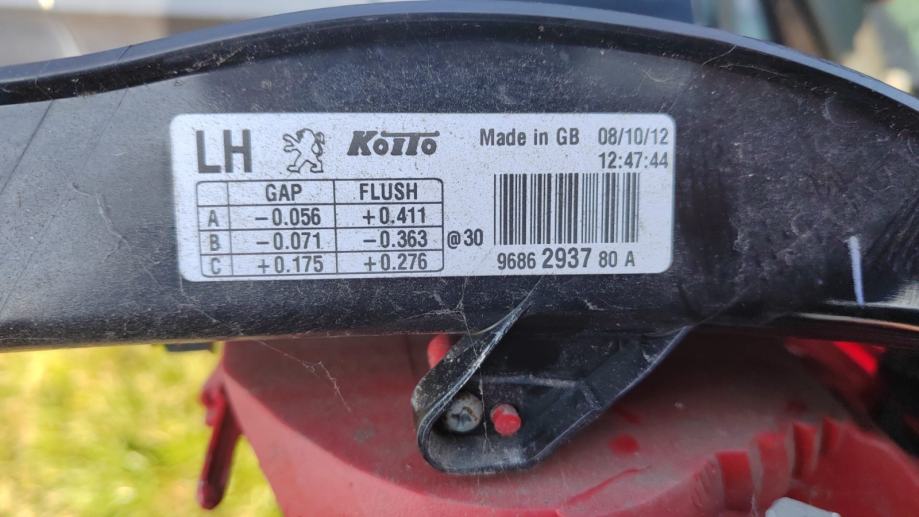 LH KOITO Made in GB 08/10/12
12:47:44
GAP FLUSH
A -0.056 +0.411
B -0.071 -0.363 @30
C +0.175 +0.276
9686 2937 80 A